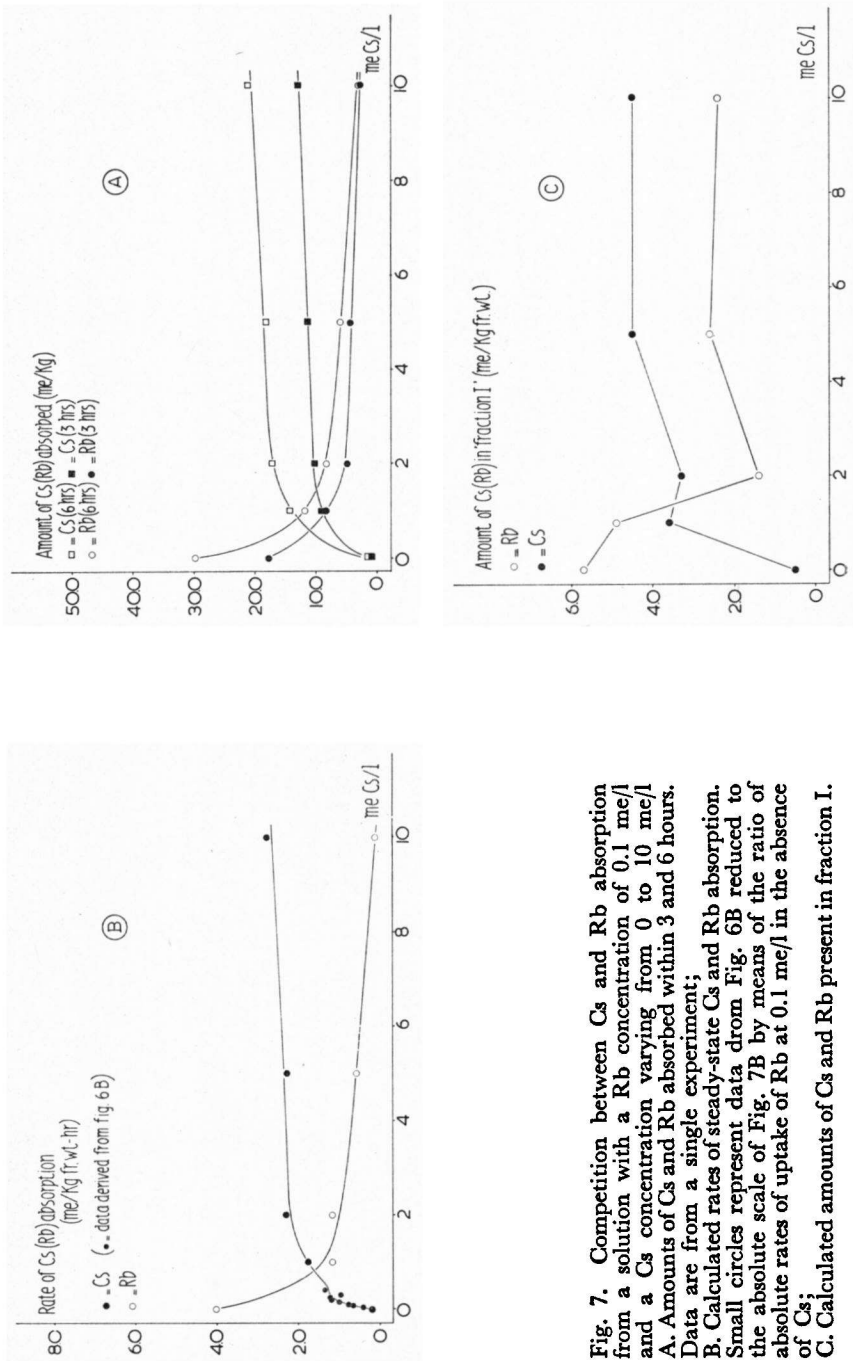 Amount of Cs(Rb) absorbed (me/Kg)
□ = Cs(6 hrs) ■ = Cs(3 hrs)
○ = Rb(6 hrs) ● = Rb(3 hrs)
A
500
400
300
200
100
0
0 2 4 6 8 10
me Cs/l
Rate of Cs(Rb) absorption
(me/Kg fr.wt.-hr)
● = Cs (• = data derived from fig. 6B)
○ = Rb
B
80
60
40
20
0
0 2 4 6 8 10
me Cs/l
Amount of Cs(Rb) in 'fraction I' (me/Kg fr.wt.)
○ = Rb
● = Cs
C
60
40
20
0
0 2 4 6 8 10
me Cs/l
Fig. 7. Competition between Cs and Rb absorption
from a solution with a Rb concentration of 0.1 me/l
and a Cs concentration varying from 0 to 10 me/l
A. Amounts of Cs and Rb absorbed within 3 and 6 hours.
Data are from a single experiment;
B. Calculated rates of steady-state Cs and Rb absorption.
Small circles represent data drom Fig. 6B reduced to
the absolute scale of Fig. 7B by means of the ratio of
absolute rates of uptake of Rb at 0.1 me/l in the absence
of Cs;
C. Calculated amounts of Cs and Rb present in fraction I.